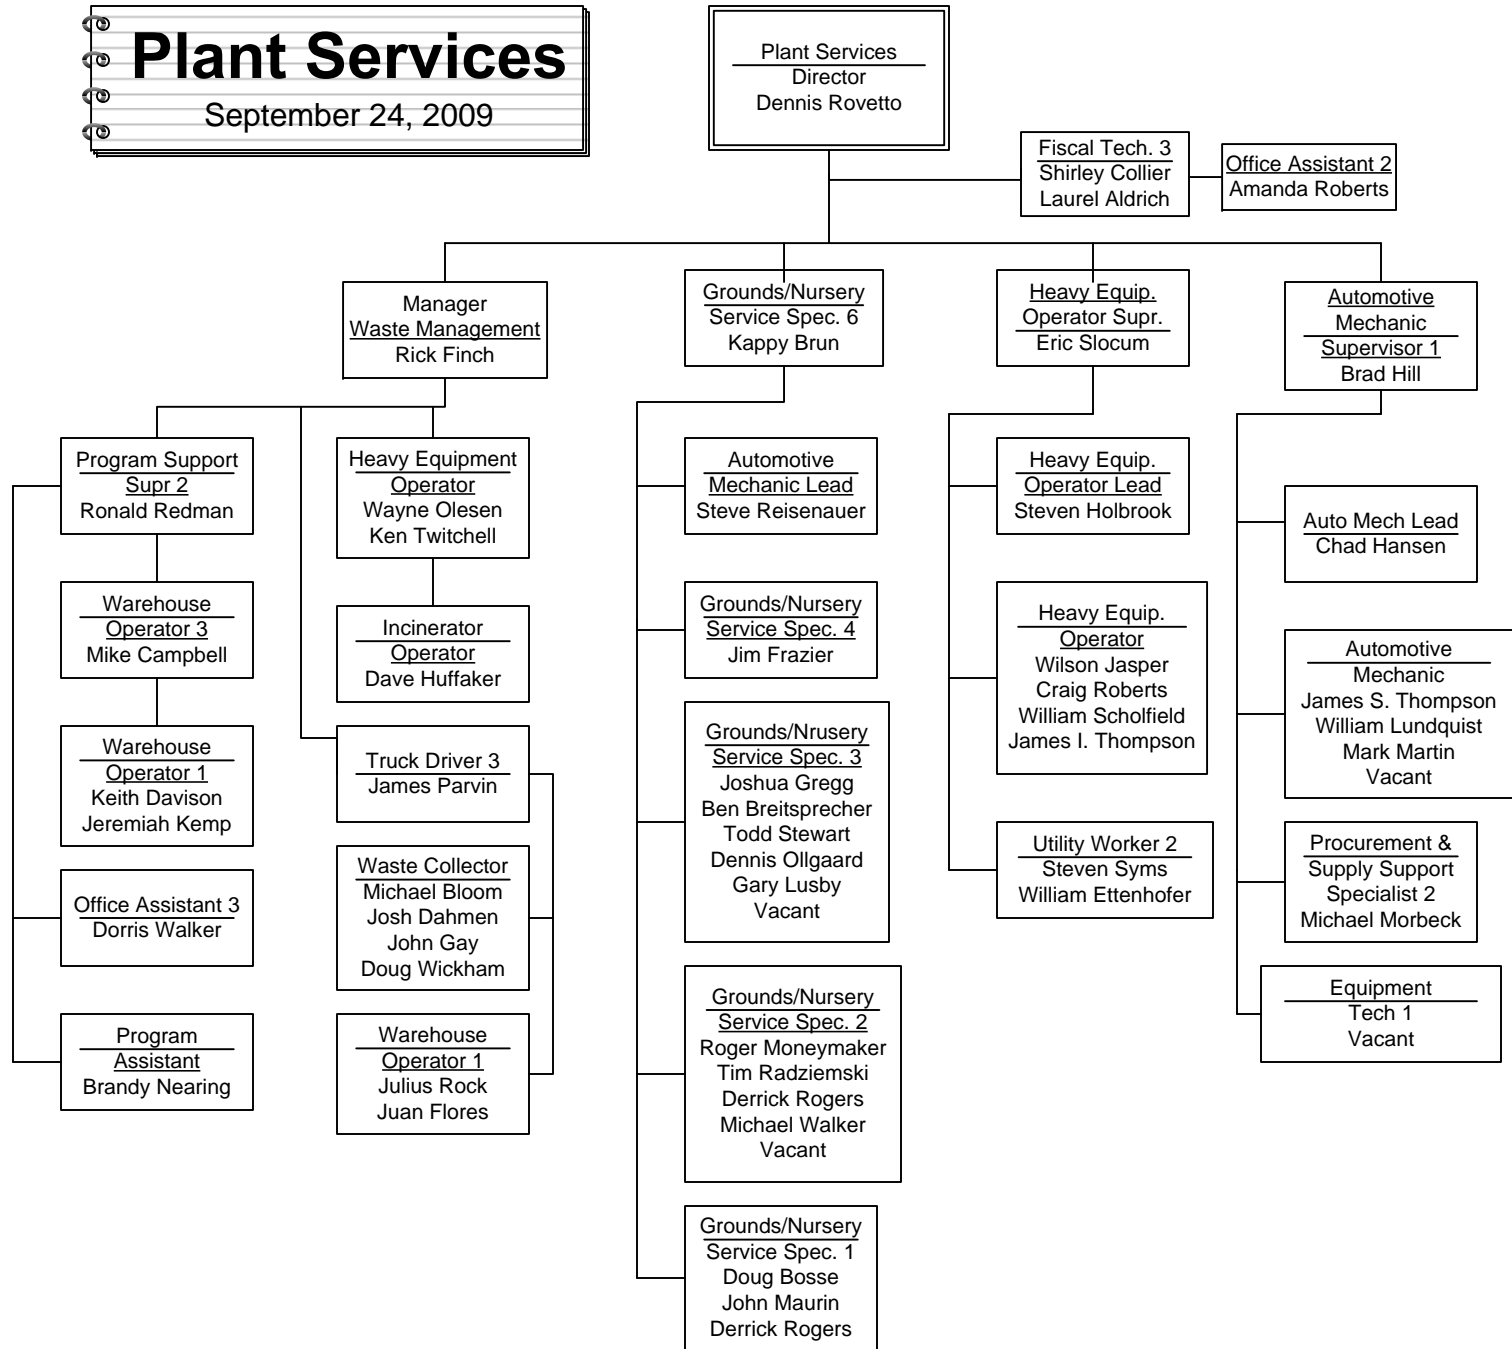 Plant Services
September 24, 2009
Plant Services
Director
Dennis Rovetto
Fiscal Tech. 3
Shirley Collier
Laurel Aldrich
Office Assistant 2
Amanda Roberts
Manager
Waste Management
Rick Finch
Grounds/Nursery
Service Spec. 6
Kappy Brun
Heavy Equip.
Operator Supr.
Eric Slocum
Automotive
Mechanic
Supervisor 1
Brad Hill
Program Support
Supr 2
Ronald Redman
Warehouse
Operator 3
Mike Campbell
Warehouse
Operator 1
Keith Davison
Jeremiah Kemp
Office Assistant 3
Dorris Walker
Program
Assistant
Brandy Nearing
Heavy Equipment
Operator
Wayne Olesen
Ken Twitchell
Incinerator
Operator
Dave Huffaker
Truck Driver 3
James Parvin
Waste Collector
Michael Bloom
Josh Dahmen
John Gay
Doug Wickham
Warehouse
Operator 1
Julius Rock
Juan Flores
Automotive
Mechanic Lead
Steve Reisenauer
Grounds/Nursery
Service Spec. 4
Jim Frazier
Grounds/Nrusery
Service Spec. 3
Joshua Gregg
Ben Breitsprecher
Todd Stewart
Dennis Ollgaard
Gary Lusby
Vacant
Grounds/Nursery
Service Spec. 2
Roger Moneymaker
Tim Radziemski
Derrick Rogers
Michael Walker
Vacant
Grounds/Nursery
Service Spec. 1
Doug Bosse
John Maurin
Derrick Rogers
Heavy Equip.
Operator Lead
Steven Holbrook
Heavy Equip.
Operator
Wilson Jasper
Craig Roberts
William Scholfield
James I. Thompson
Utility Worker 2
Steven Syms
William Ettenhofer
Auto Mech Lead
Chad Hansen
Automotive
Mechanic
James S. Thompson
William Lundquist
Mark Martin
Vacant
Procurement &
Supply Support
Specialist 2
Michael Morbeck
Equipment
Tech 1
Vacant